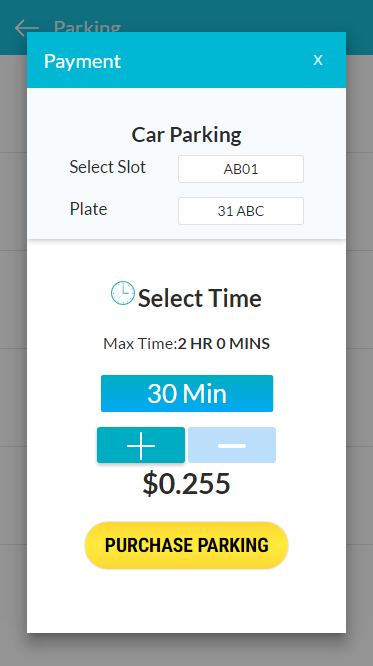 Parking
Payment
x
Car Parking
Select Slot
AB01
Plate
31 ABC
Select Time
Max Time:2 HR 0 MINS
30 Min
$0.255
PURCHASE PARKING